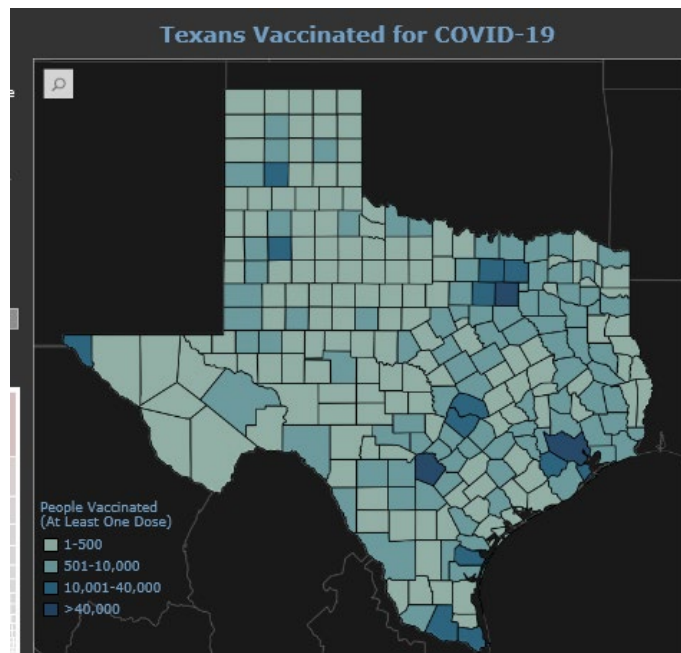 Texans Vaccinated for COVID-19
e
People Vaccinated
(At Least One Dose)
1-500
501-10,000
10,001-40,000
>40,000